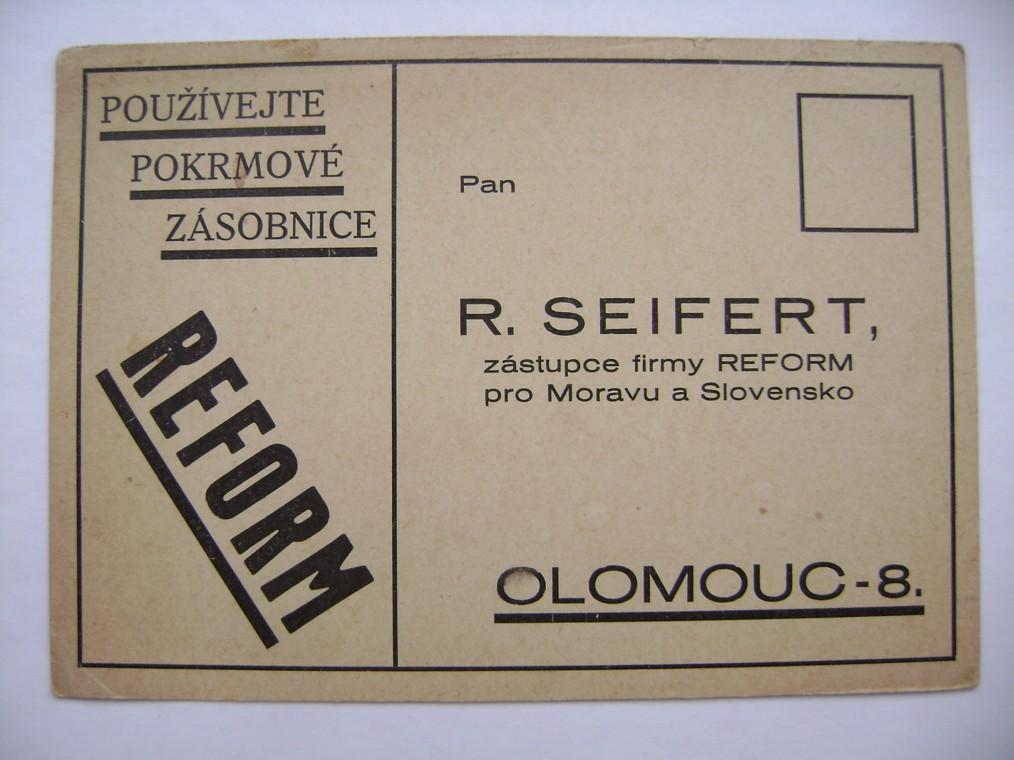 POUŽÍVEJTE
POKRMOVÉ
ZÁSOBNICE
REFORM
Pan
R. SEIFERT,
zástupce firmy REFORM
pro Moravu a Slovensko
OLOMOUC-8.